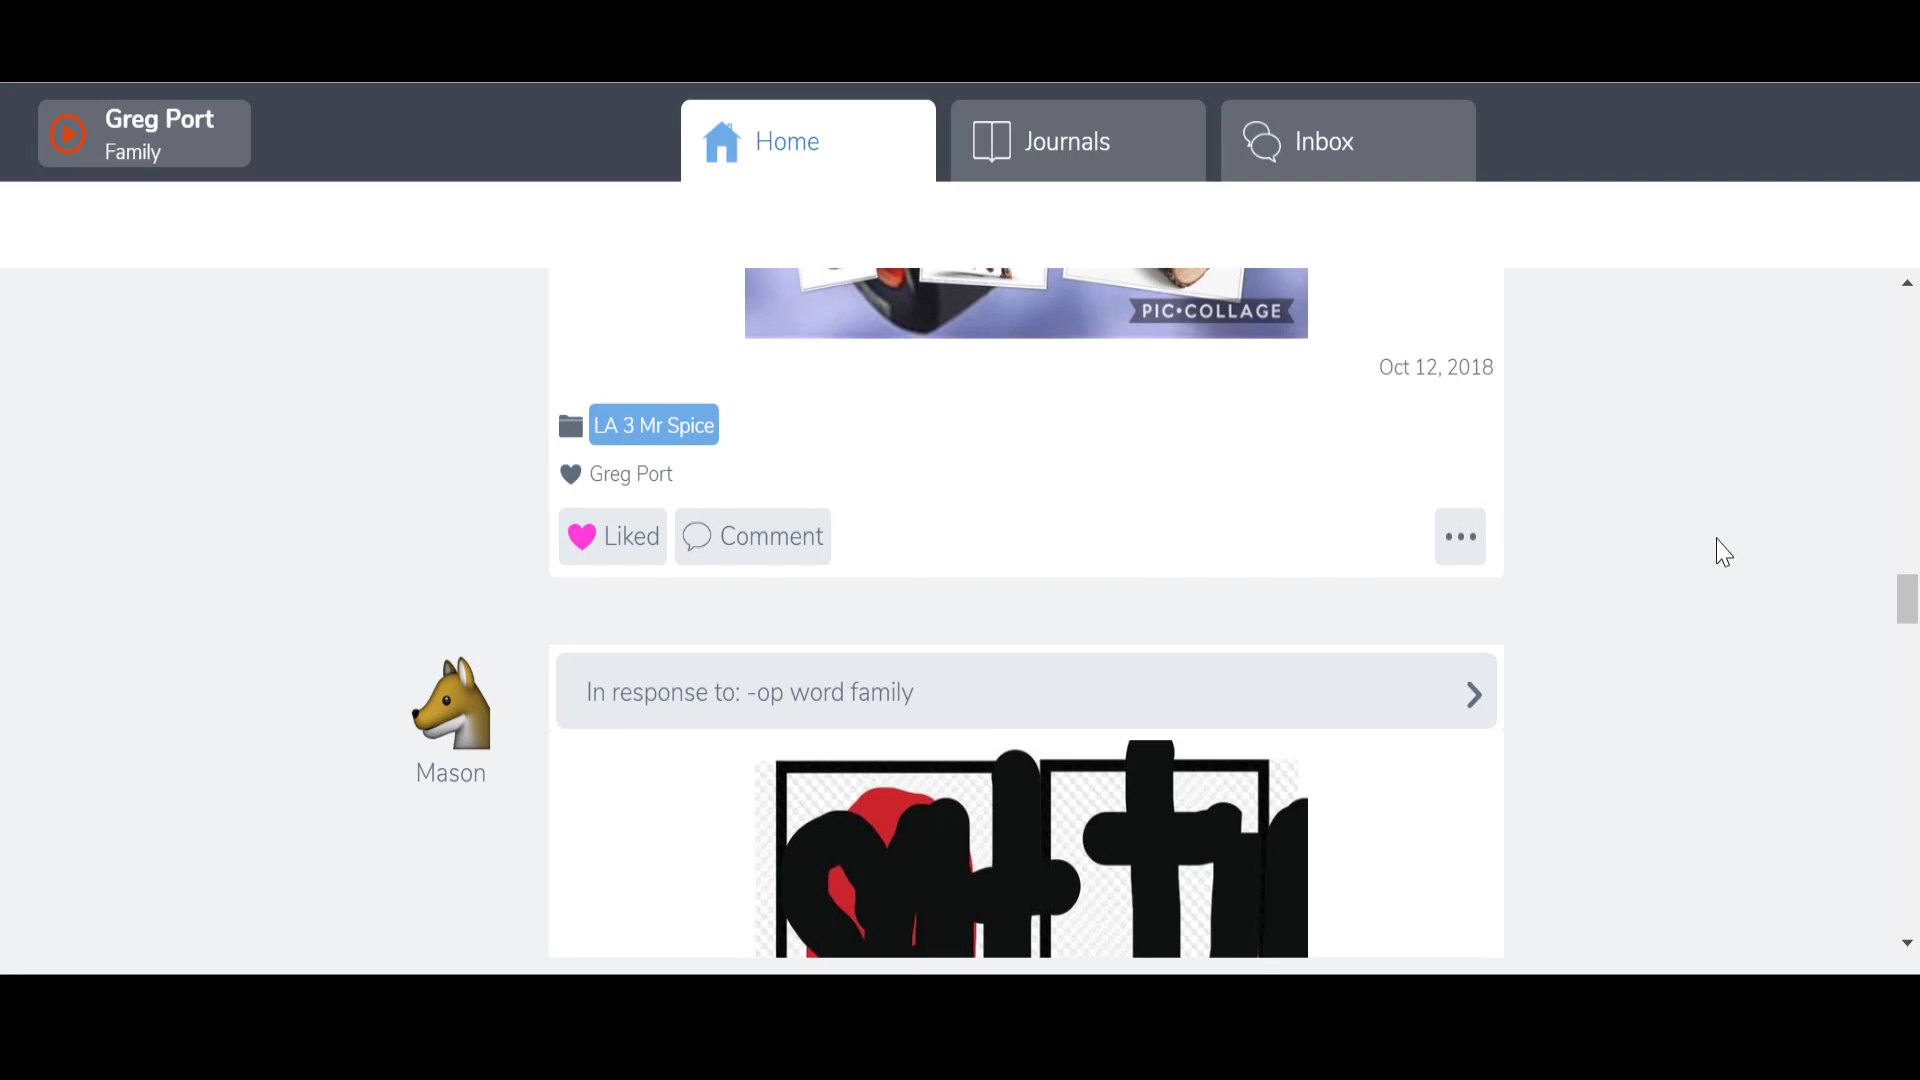 Greg Port
Family
Home
Journals
Inbox
PIC•COLLAGE
Oct 12, 2018
LA 3 Mr Spice
Greg Port
Liked
Comment
In response to: -op word family
Mason